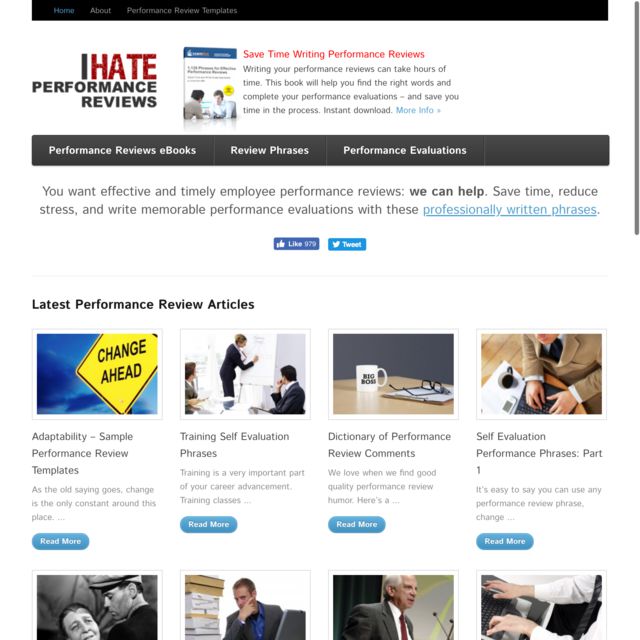 Home About Performance Review Templates
I HATE
PERFORMANCE
REVIEWS
Save Time Writing Performance Reviews
Writing your performance reviews can take hours of
time. This book will help you find the right words and
complete your performance evaluations – and save you
time in the process. Instant download. More Info »
Performance Reviews eBooks Review Phrases Performance Evaluations
You want effective and timely employee performance reviews: we can help. Save time, reduce
stress, and write memorable performance evaluations with these professionally written phrases.
Like 979 Tweet
Latest Performance Review Articles
CHANGE
AHEAD
BIG
BOSS
Adaptability – Sample
Performance Review
Templates
As the old saying goes, change
is the only constant around this
place. ...
Read More
Training Self Evaluation
Phrases
Training is a very important part
of your career advancement.
Training classes ...
Read More
Dictionary of Performance
Review Comments
We love when we find good
quality performance review
humor. Here's a ...
Read More
Self Evaluation
Performance Phrases: Part
1
It's easy to say you can use any
performance review phrase,
change ...
Read More